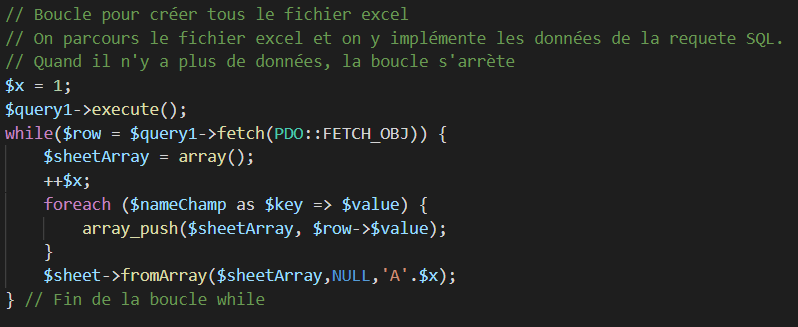 // Boucle pour créer tous le fichier excel
// On parcours le fichier excel et on y implémente les données de la requete SQL.
// Quand il n'y a plus de données, la boucle s'arrète
$x = 1;
$query1->execute();
while($row = $query1->fetch(PDO::FETCH_OBJ)) {
    $sheetArray = array();
    ++$x;
    foreach ($nameChamp as $key => $value) {
        array_push($sheetArray, $row->$value);
    }
    $sheet->fromArray($sheetArray,NULL,'A'.$x);
} // Fin de la boucle while